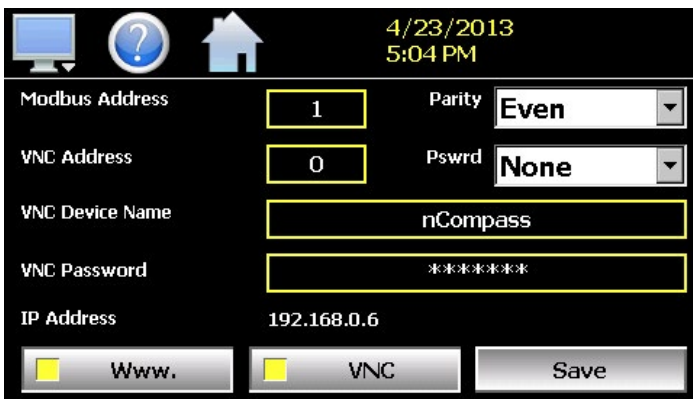 ?
4/23/2013
5:04 PM
Modbus Address 1 Parity Even
VNC Address 0 Pswrd None
VNC Device Name nCompass
VNC Password *******
IP Address 192.168.0.6
Www. VNC Save